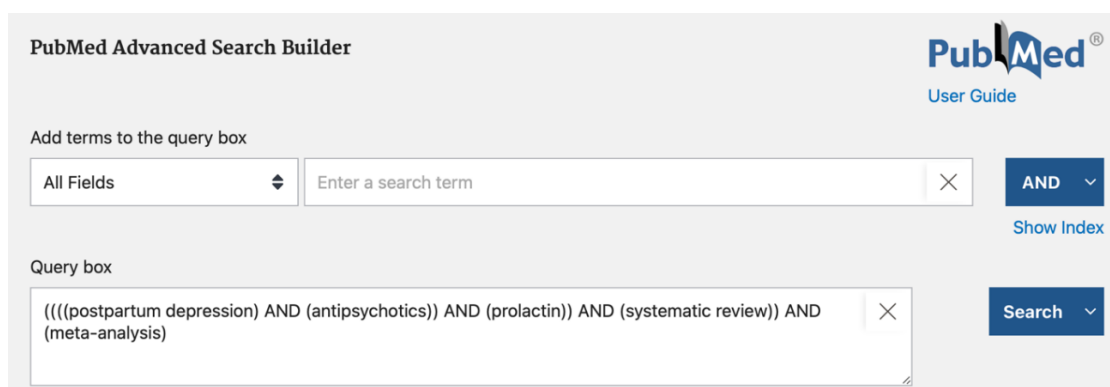 PubMed Advanced Search Builder
PubMed®
User Guide
Add terms to the query box
All Fields
Enter a search term
AND
Show Index
Query box
((((postpartum depression) AND (antipsychotics)) AND (prolactin)) AND (systematic review)) AND
(meta-analysis)
Search